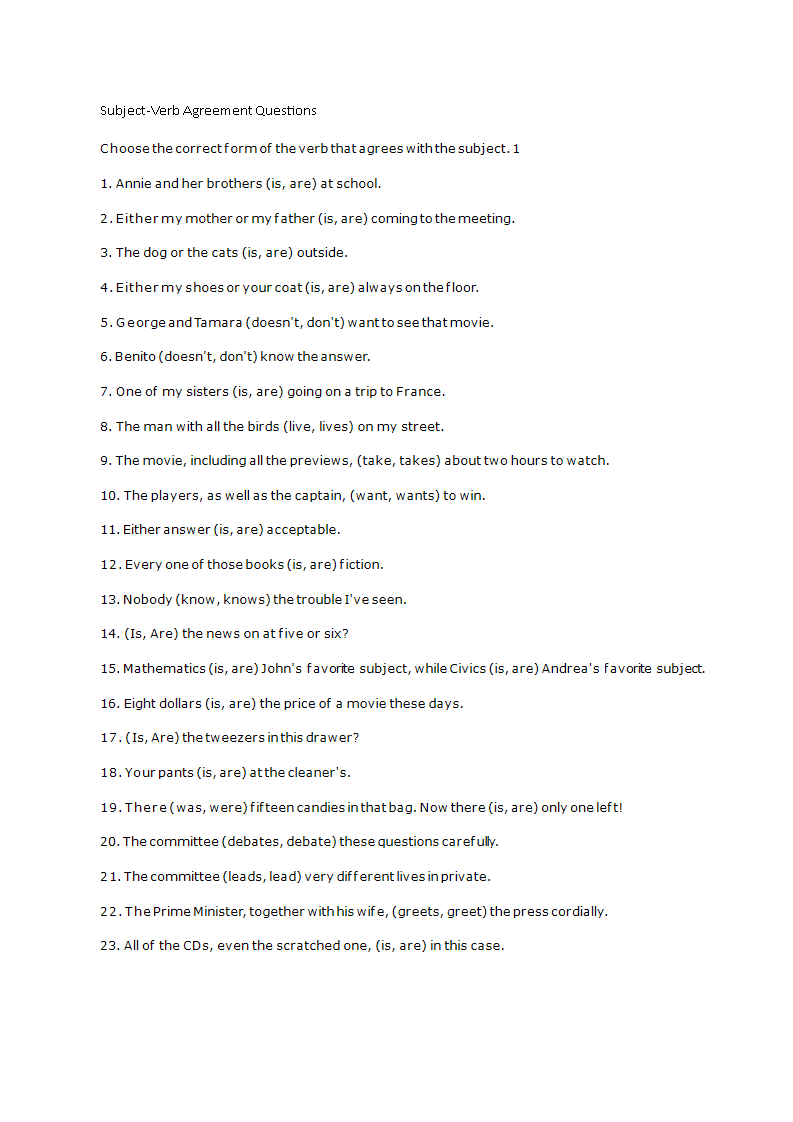 Subject-Verb Agreement Questions
Choose the correct form of the verb that agrees with the subject. 1
1. Annie and her brothers (is, are) at school.
2. Either my mother or my father (is, are) coming to the meeting.
3. The dog or the cats (is, are) outside.
4. Either my shoes or your coat (is, are) always on the floor.
5. George and Tamara (doesn't, don't) want to see that movie.
6. Benito (doesn't, don't) know the answer.
7. One of my sisters (is, are) going on a trip to France.
8. The man with all the birds (live, lives) on my street.
9. The movie, including all the previews, (take, takes) about two hours to watch.
10. The players, as well as the captain, (want, wants) to win.
11. Either answer (is, are) acceptable.
12. Every one of those books (is, are) fiction.
13. Nobody (know, knows) the trouble I've seen.
14. (Is, Are) the news on at five or six?
15. Mathematics (is, are) John's favorite subject, while Civics (is, are) Andrea's favorite subject.
16. Eight dollars (is, are) the price of a movie these days.
17. (Is, Are) the tweezers in this drawer?
18. Your pants (is, are) at the cleaner's.
19. There (was, were) fifteen candies in that bag. Now there (is, are) only one left!
20. The committee (debates, debate) these questions carefully.
21. The committee (leads, lead) very different lives in private.
22. The Prime Minister, together with his wife, (greets, greet) the press cordially.
23. All of the CDs, even the scratched one, (is, are) in this case.